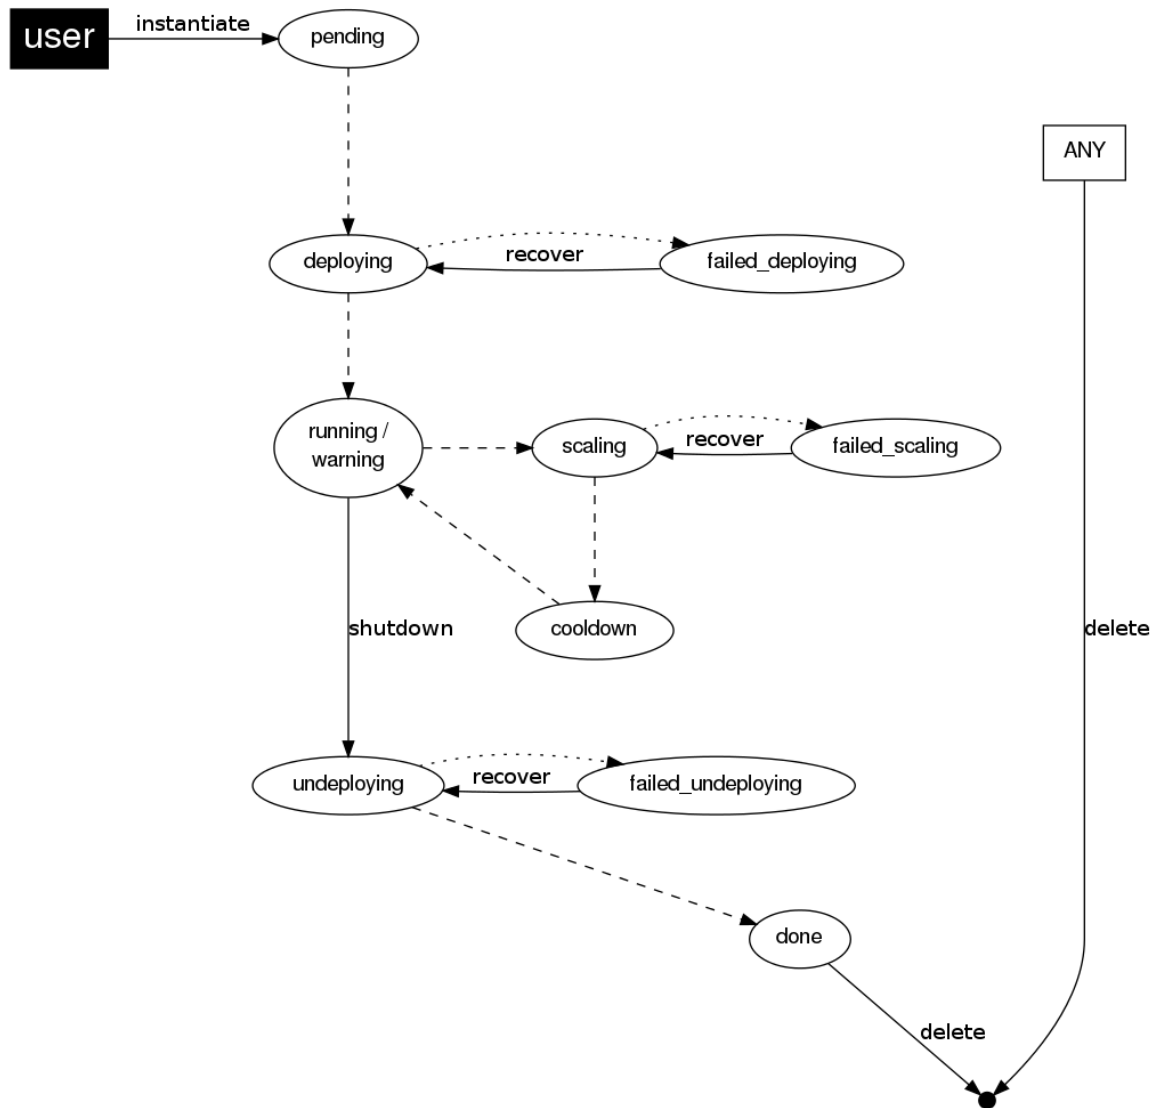 user
instantiate
pending
ANY
deploying
recover
failed_deploying
running /
warning
scaling
recover
failed_scaling
shutdown
cooldown
delete
undeploying
recover
failed_undeploying
done
delete